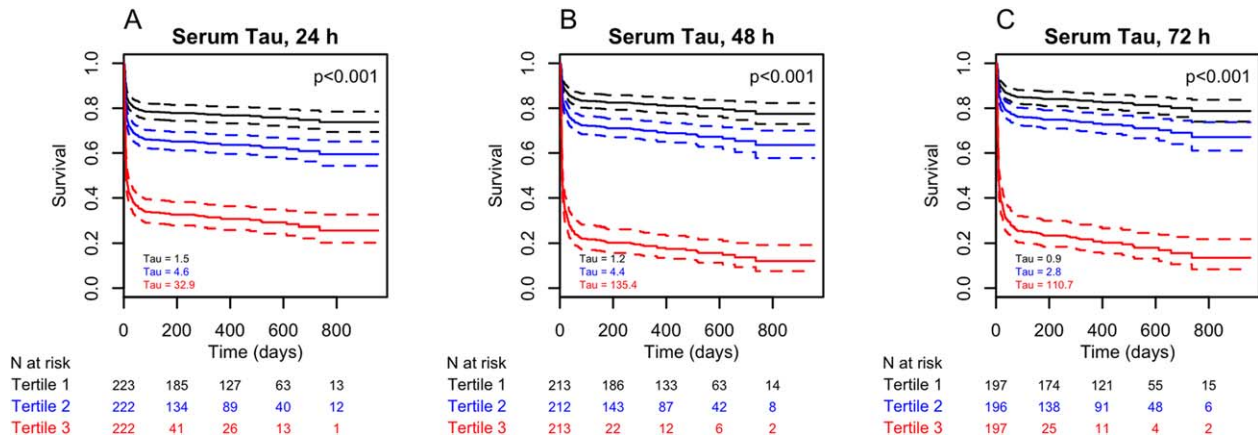 A
Serum Tau, 24 h
p<0.001
Survival
1.0
0.8
0.6
0.4
0.2
0.0
Tau = 1.5
Tau = 4.6
Tau = 32.9
0 200 400 600 800
Time (days)
B
Serum Tau, 48 h
p<0.001
Survival
1.0
0.8
0.6
0.4
0.2
0.0
Tau = 1.2
Tau = 4.4
Tau = 135.4
0 200 400 600 800
Time (days)
C
Serum Tau, 72 h
p<0.001
Survival
1.0
0.8
0.6
0.4
0.2
0.0
Tau = 0.9
Tau = 2.8
Tau = 110.7
0 200 400 600 800
Time (days)
N at risk
Tertile 1 223 185 127 63 13
Tertile 2 222 134 89 40 12
Tertile 3 222 41 26 13 1
N at risk
Tertile 1 213 186 133 63 14
Tertile 2 212 143 87 42 8
Tertile 3 213 22 12 6 2
N at risk
Tertile 1 197 174 121 55 15
Tertile 2 196 138 91 48 6
Tertile 3 197 25 11 4 2